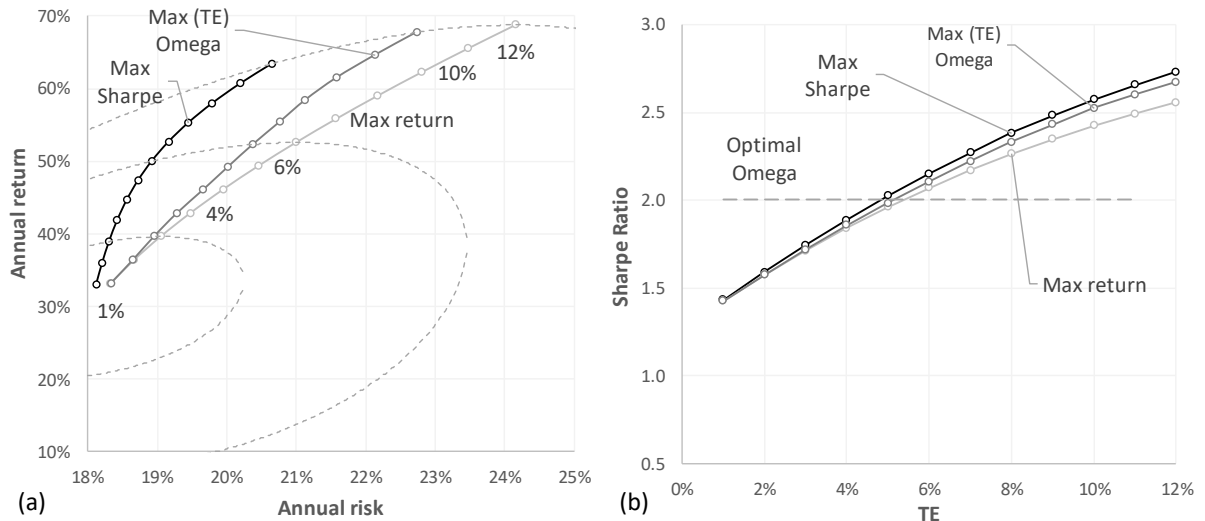 70%
60%
50%
40%
30%
20%
10%
Annual return
18%
19%
20%
21%
22%
23%
24%
25%
Annual risk
(a)
Max (TE)
Omega
Max
Sharpe
12%
10%
Max return
6%
4%
1%
3.0
2.5
2.0
1.5
1.0
0.5
Sharpe Ratio
0%
2%
4%
6%
8%
10%
12%
TE
(b)
Max (TE)
Omega
Max
Sharpe
Optimal
Omega
Max return